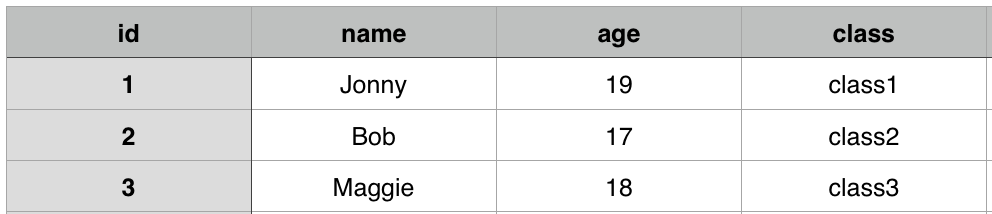 id name age class
1 Jonny 19 class1
2 Bob 17 class2
3 Maggie 18 class3